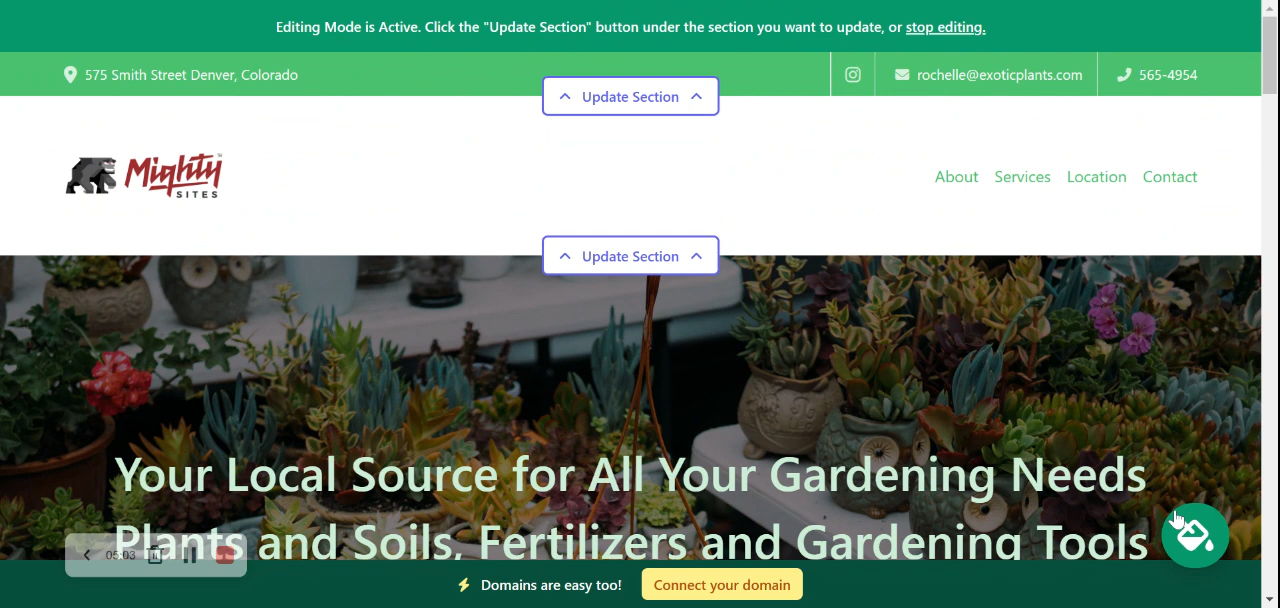 Editing Mode is Active. Click the "Update Section" button under the section you want to update, or stop editing.
575 Smith Street Denver, Colorado
rochelle@exoticplants.com
565-4954
Update Section
Mighty
SITES
About Services Location Contact
Update Section
Your Local Source for All Your Gardening Needs
Plants and Soils, Fertilizers and Gardening Tools
05:03
Domains are easy too!
Connect your domain